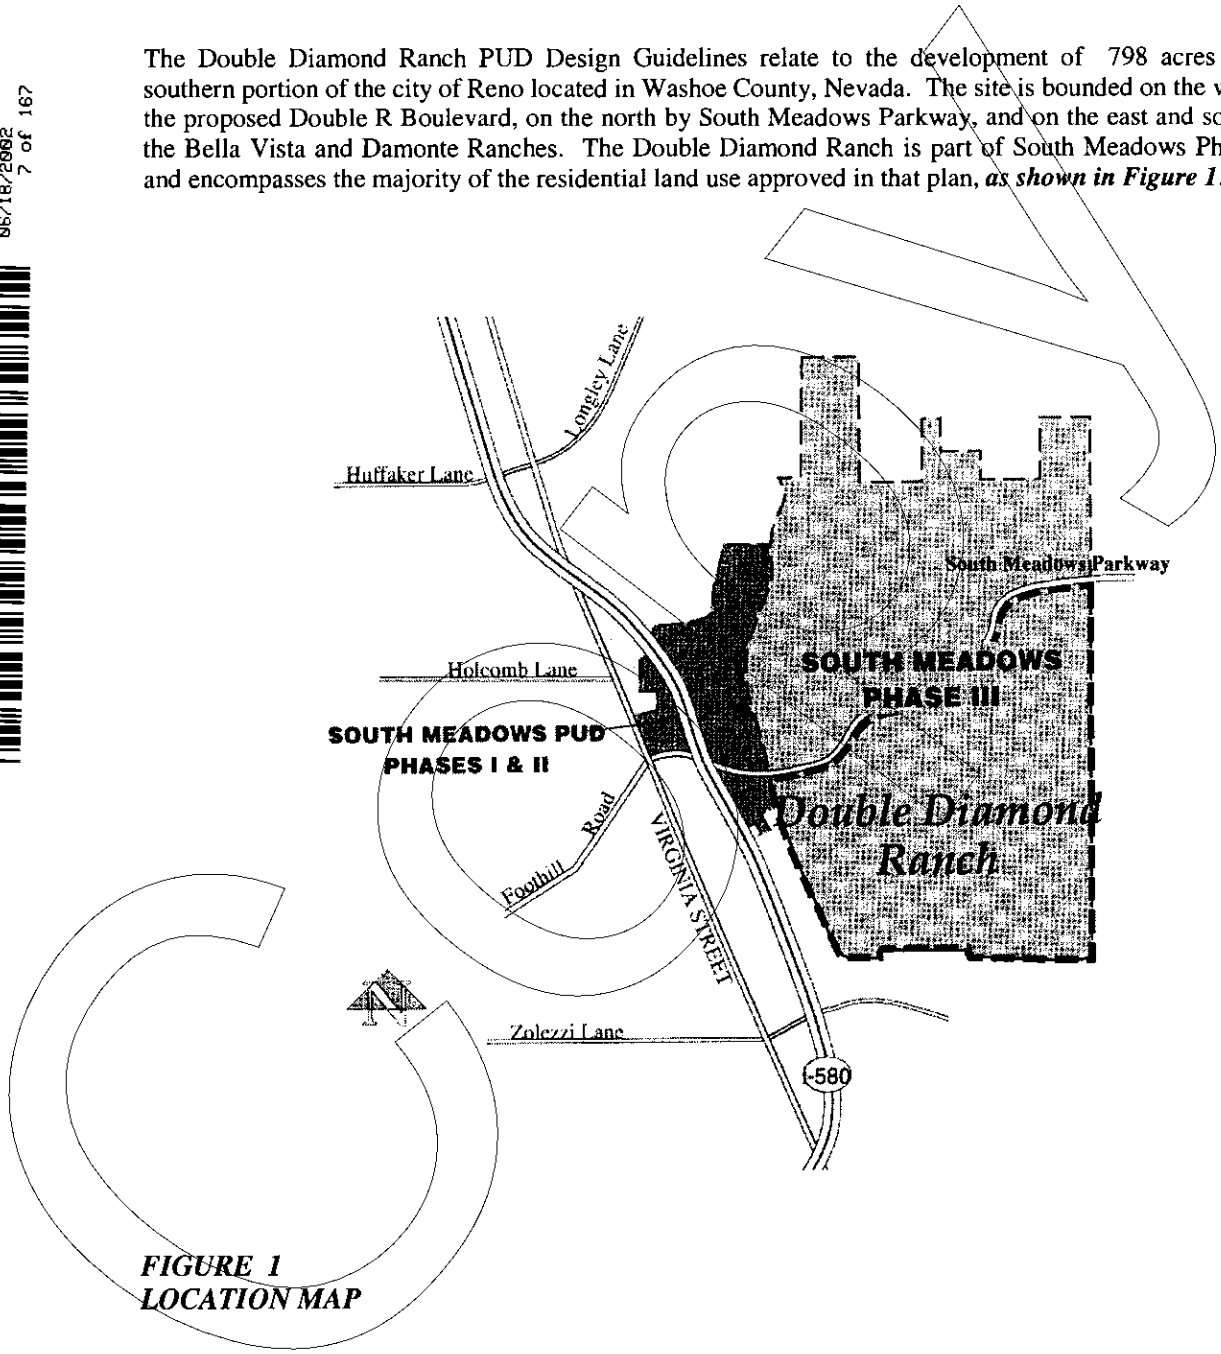 The Double Diamond Ranch PUD Design Guidelines relate to the development of 798 acres
southern portion of the city of Reno located in Washoe County, Nevada. The site is bounded on the
the proposed Double R Boulevard, on the north by South Meadows Parkway, and on the east and
the Bella Vista and Damonte Ranches. The Double Diamond Ranch is part of South Meadows
and encompasses the majority of the residential land use approved in that plan, as shown in Figure 1.
06/18/2002
7 of 167
Longley Lane
Huffaker Lane
South Meadows Parkway
Holcomb Lane
SOUTH MEADOWS
PHASE III
SOUTH MEADOWS PUD
PHASES I & II
Double Diamond
Ranch
Foothill Road
VIRGINIA STREET
N
Zolezzi Lane
I-580
FIGURE 1
LOCATION MAP
Copy